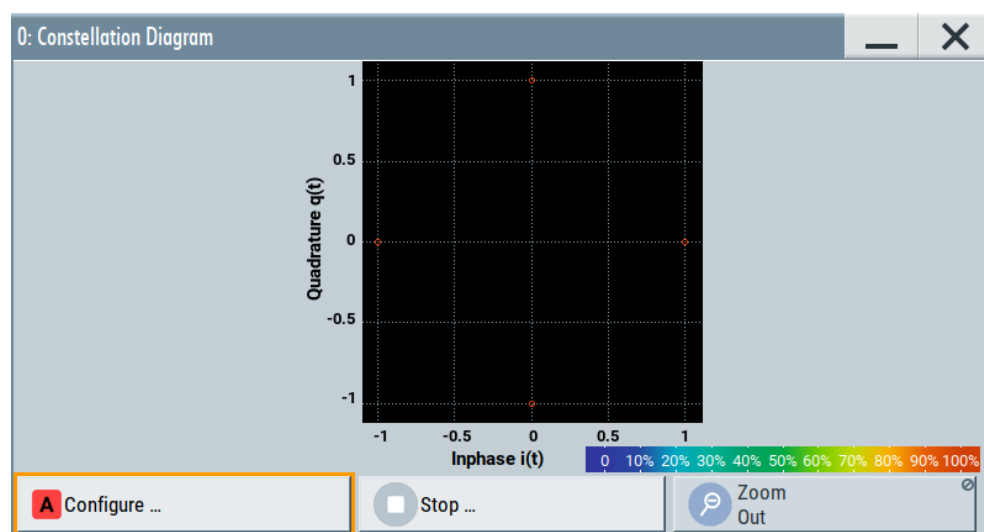 0: Constellation Diagram
1
0.5
0
-0.5
-1
Quadrature q(t)
-1 -0.5 0 0.5 1
Inphase i(t)
0 10% 20% 30% 40% 50% 60% 70% 80% 90% 100%
A Configure ...
Stop ...
Zoom
Out